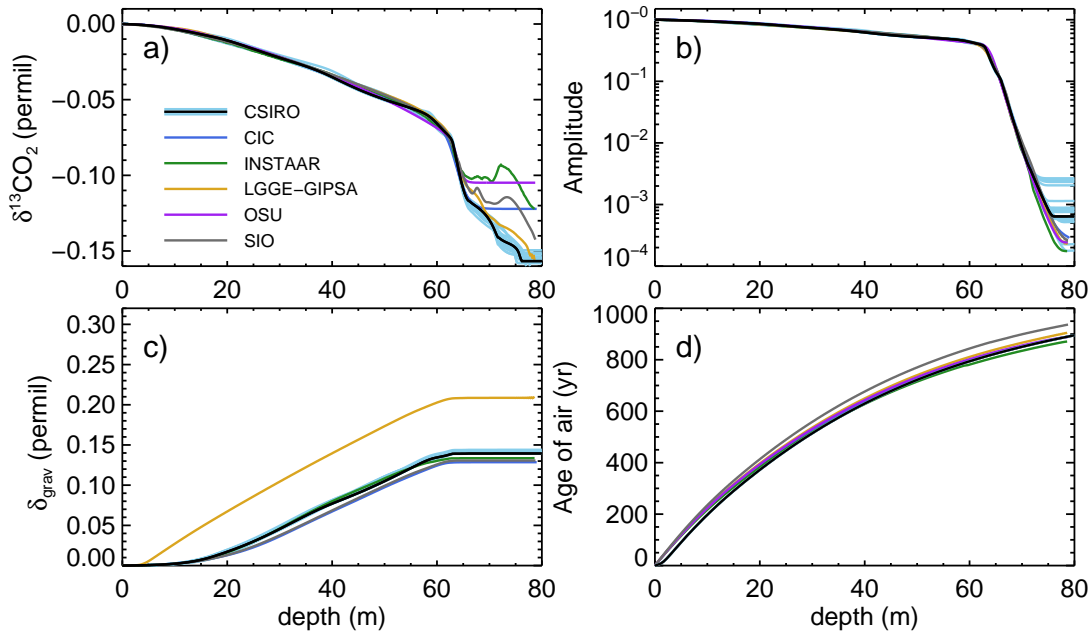 a)
δ¹³CO₂ (permil)
0.00
−0.05
−0.10
−0.15
CSIRO
CIC
INSTAAR
LGGE−GIPSA
OSU
SIO
0 20 40 60 80
b)
Amplitude
10⁻⁰
10⁻¹
10⁻²
10⁻³
10⁻⁴
0 20 40 60 80
c)
δgrav (permil)
0.30
0.25
0.20
0.15
0.10
0.05
0.00
0 20 40 60 80
depth (m)
d)
Age of air (yr)
1000
800
600
400
200
0
0 20 40 60 80
depth (m)